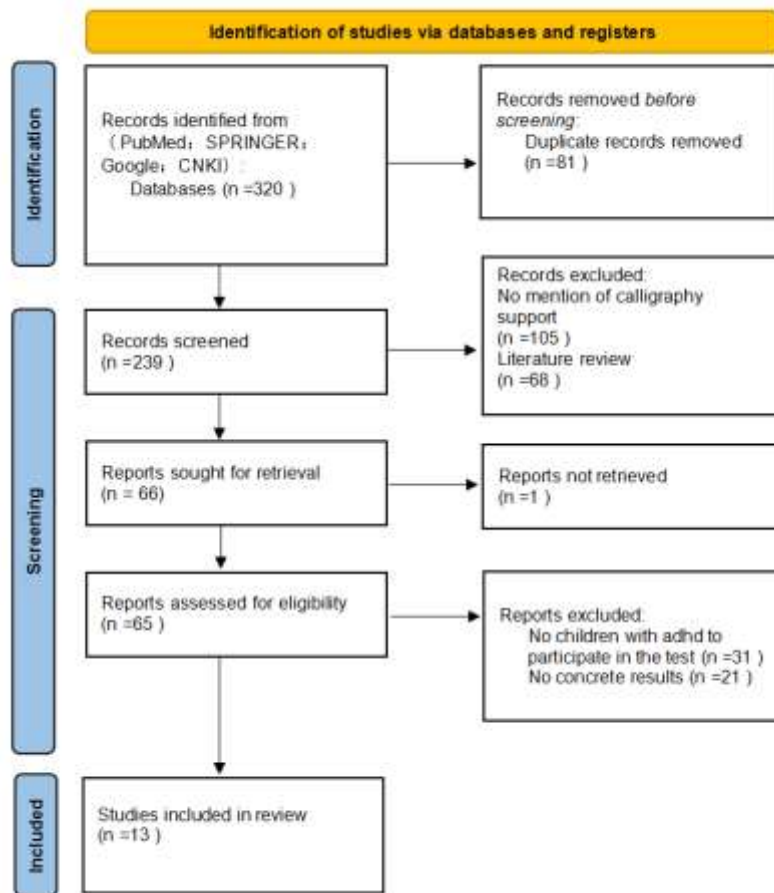 Identification of studies via databases and registers
Identification
Records identified from
（PubMed；SPRINGER；
Google；CNKI）:
Databases (n =320 )
Records removed before
screening:
Duplicate records removed
(n =81 )
Screening
Records screened
(n =239 )
Records excluded:
No mention of calligraphy
support
(n =105 )
Literature review
(n =68 )
Reports sought for retrieval
(n = 66)
Reports not retrieved
(n =1 )
Reports assessed for eligibility
(n =65 )
Reports excluded:
No children with adhd to
participate in the test (n =31 )
No concrete results (n =21 )
Included
Studies included in review
(n =13 )